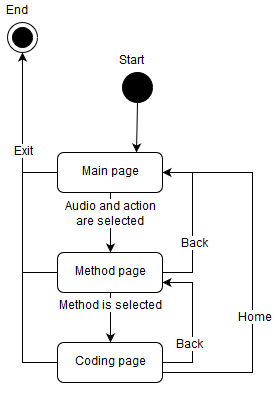 End
Start
Exit
Main page
Audio and action
are selected
Back
Method page
Method is selected
Home
Back
Coding page